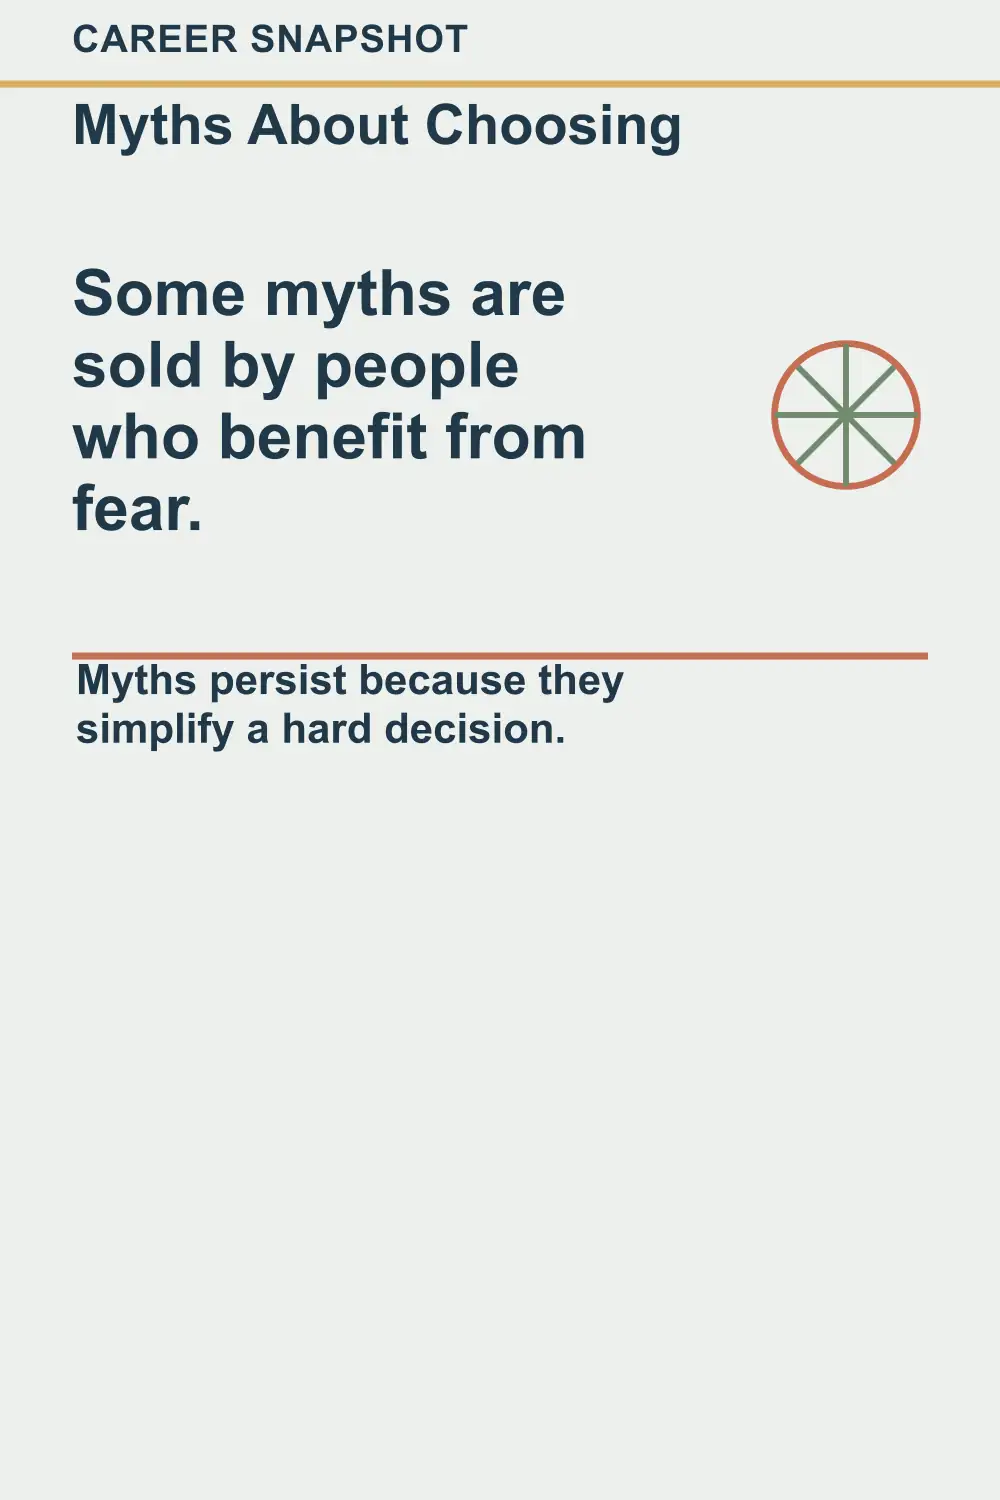 CAREER SNAPSHOT
Myths About Choosing
Some myths are
sold by people
who benefit from
fear.
Myths persist because they
simplify a hard decision.